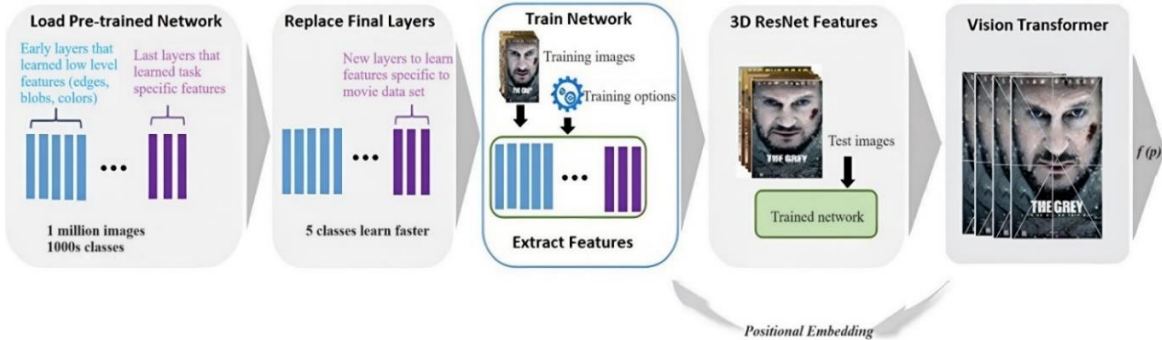 Load Pre-trained Network
Early layers that
learned low level
features (edges,
blobs, colors)
Last layers that
learned task
specific features
1 million images
1000s classes
Replace Final Layers
New layers to learn
features specific to
movie data set
5 classes learn faster
Train Network
Training images
Training options
Extract Features
3D ResNet Features
THE GREY
Test images
Trained network
Vision Transformer
THE GREY
f (p)
Positional Embedding